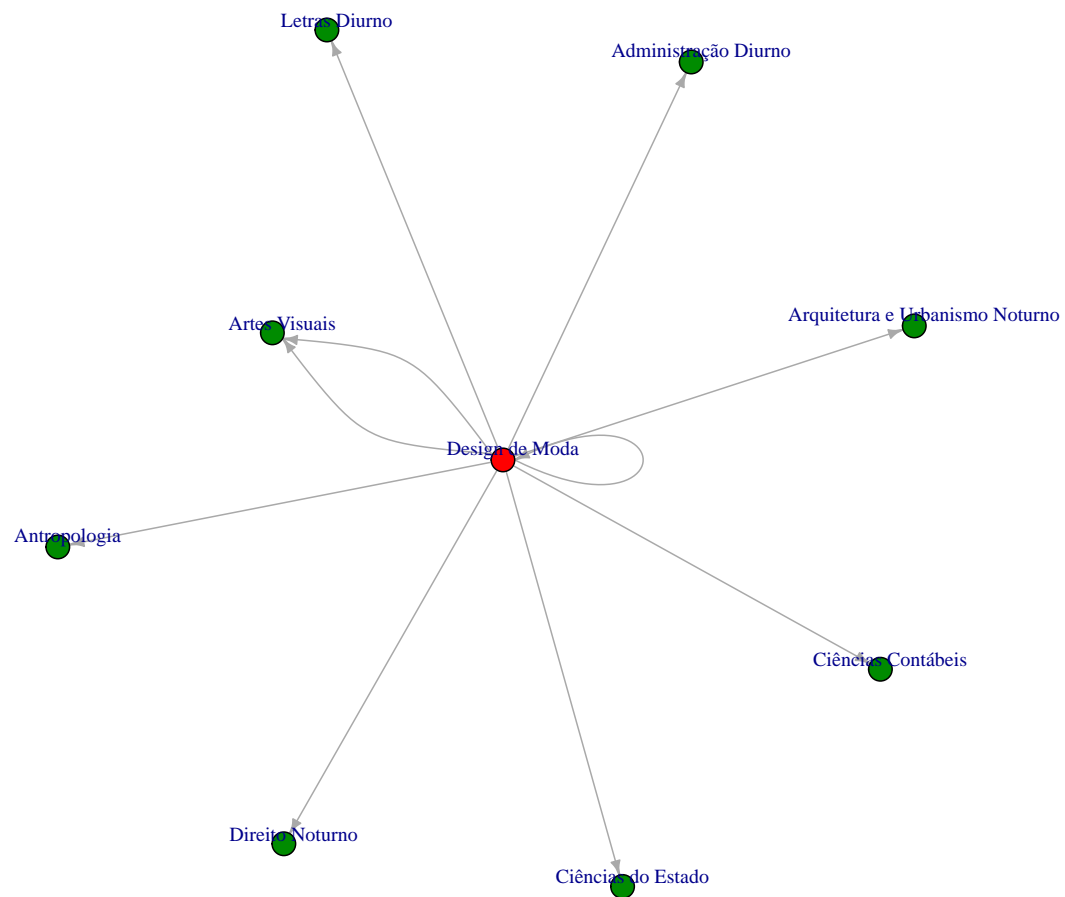 Letras Diurno
Administração Diurno
Arquitetura e Urbanismo Noturno
Artes Visuais
Design de Moda
Antropologia
Ciências Contábeis
Direito Noturno
Ciências do Estado